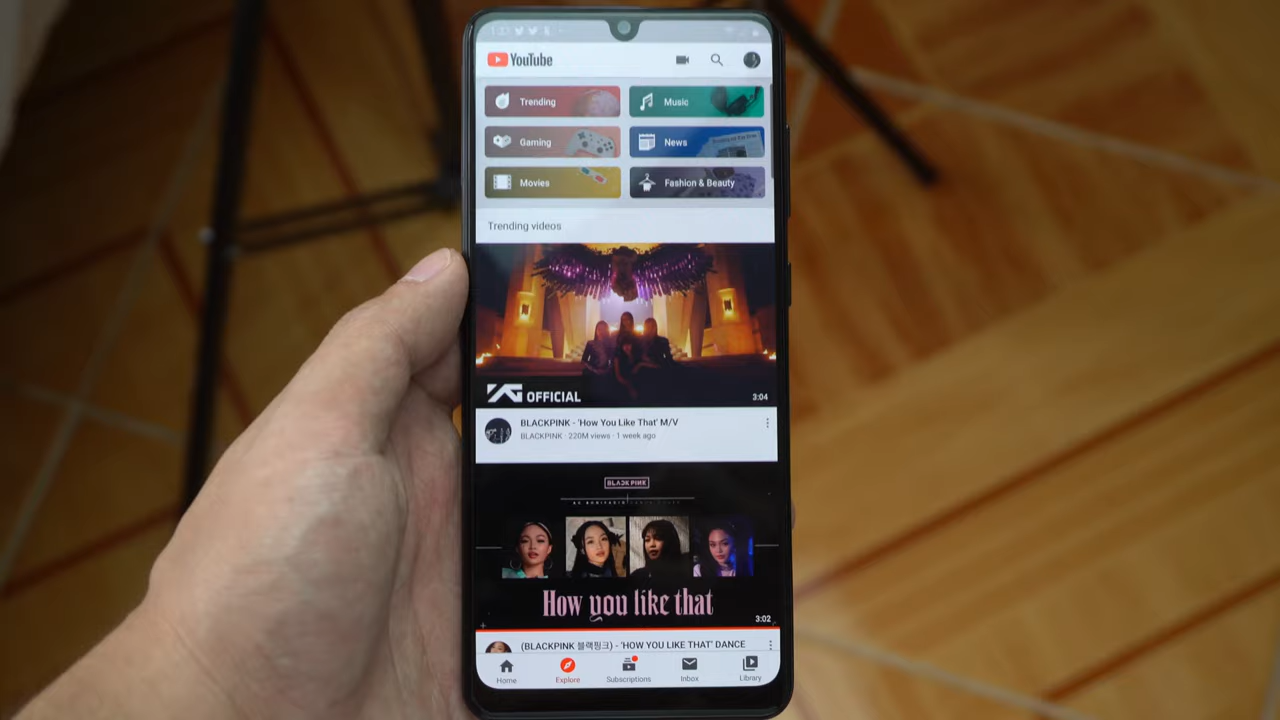 YouTube
Trending
Music
Gaming
News
Movies
Fashion & Beauty
Trending videos
YG OFFICIAL
3:04
BLACKPINK - 'How You Like That' M/V
BLACKPINK · 220M views · 1 week ago
BLACKPINK
How you like that
3:02
(BLACKPINK 블랙핑크) - 'HOW YOU LIKE THAT' DANCE
Home
Explore
Subscriptions
Inbox
Library